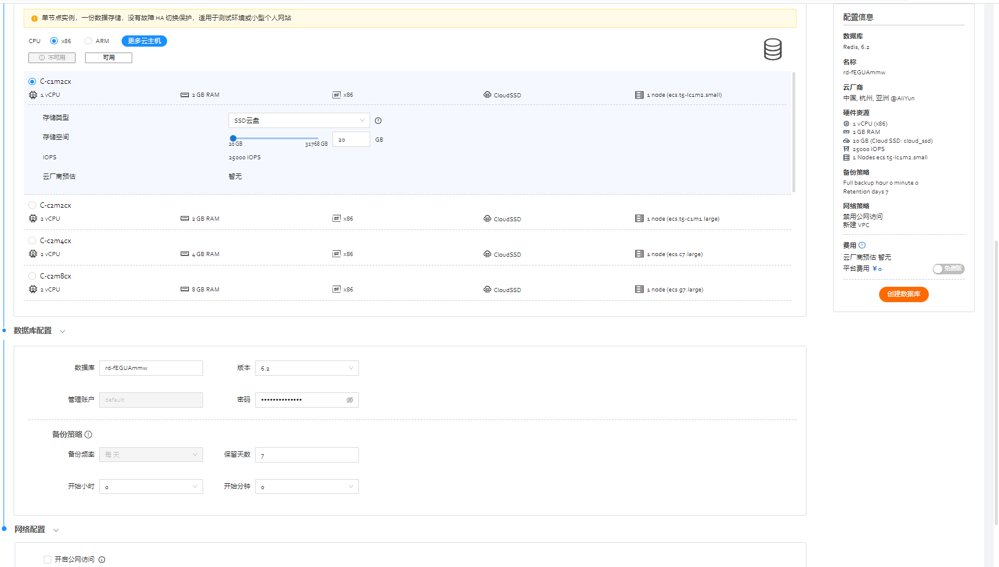 单节点实例，一份数据存储，没有故障 HA 切换保护，适用于测试环境或小型个人网站
CPU x86 ARM 更多云主机
不可用 可用
C-c1m2cx
1 vCPU 2 GB RAM x86 CloudSSD 1 node (ecs.t5-lc1m2.small)
存储类型 SSD云盘
存储空间 20 GB 32768 GB 20 GB
IOPS 25000 IOPS
云厂商预估 暂无
C-c2m2cx
2 vCPU 2 GB RAM x86 CloudSSD 1 node (ecs.t5-c1m1.large)
C-c2m4cx
2 vCPU 4 GB RAM x86 CloudSSD 1 node (ecs.c7.large)
C-c2m8cx
2 vCPU 8 GB RAM x86 CloudSSD 1 node (ecs.g7.large)
数据库配置
数据库 rd-fEGUAmmw 版本 6.2
管理账户 default 密码 ••••••••••••••
备份策略
备份频率 每天 保留天数 7
开始小时 0 开始分钟 0
网络配置
开启公网访问
配置信息
数据库
Redis, 6.2
名称
rd-fEGUAmmw
云厂商
中国, 杭州, 亚洲 @AliYun
硬件资源
1 vCPU (x86)
2 GB RAM
20 GB (Cloud SSD: cloud_ssd)
25000 IOPS
1 Nodes ecs.t5-lc1m2.small
备份策略
Full backup hour 0 minute 0
Retention days 7
网络策略
禁用公网访问
新建 VPC
费用
云厂商预估 暂无
平台费用 ￥0 免费版
创建数据库